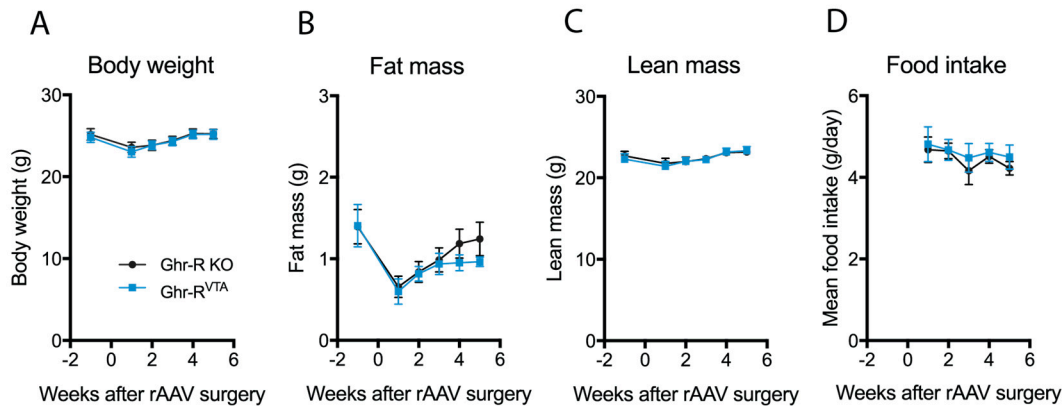 A
Body weight
30
20
10
0
Body weight (g)
Ghr-R KO
Ghr-RVTA
-2 0 2 4 6
Weeks after rAAV surgery
B
Fat mass
3
2
1
0
Fat mass (g)
-2 0 2 4 6
Weeks after rAAV surgery
C
Lean mass
30
20
10
0
Lean mass (g)
-2 0 2 4 6
Weeks after rAAV surgery
D
Food intake
6
4
2
0
Mean food intake (g/day)
-2 0 2 4 6
Weeks after rAAV surgery